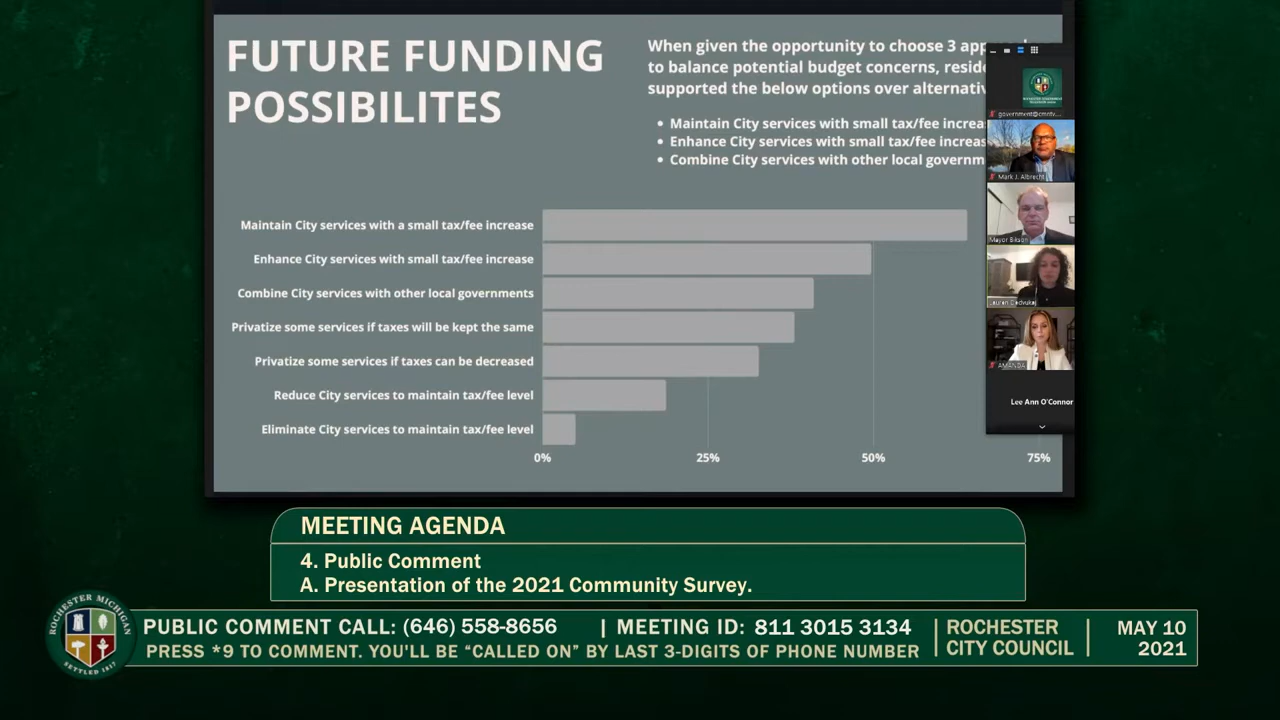 FUTURE FUNDING
POSSIBILITES
When given the opportunity to choose 3
to balance potential budget concerns,
supported the below options over
• Maintain City services with small tax/fee
• Enhance City services with small tax/fee
• Combine City services with other local
Maintain City services with a small tax/fee increase
Enhance City services with small tax/fee increase
Combine City services with other local governments
Privatize some services if taxes will be kept the same
Privatize some services if taxes can be decreased
Reduce City services to maintain tax/fee level
Eliminate City services to maintain tax/fee level
0% 25% 50% 75%
Mark J. Albrecht
Mayor Bikson
Lauren
AMANDA
Lee Ann O'Connor
MEETING AGENDA
4. Public Comment
A. Presentation of the 2021 Community Survey.
ROCHESTER MICHIGAN
SETTLED 1817
PUBLIC COMMENT CALL: (646) 558-8656 | MEETING ID: 811 3015 3134
PRESS *9 TO COMMENT. YOU'LL BE “CALLED ON” BY LAST 3-DIGITS OF PHONE NUMBER
ROCHESTER
CITY COUNCIL
MAY 10
2021